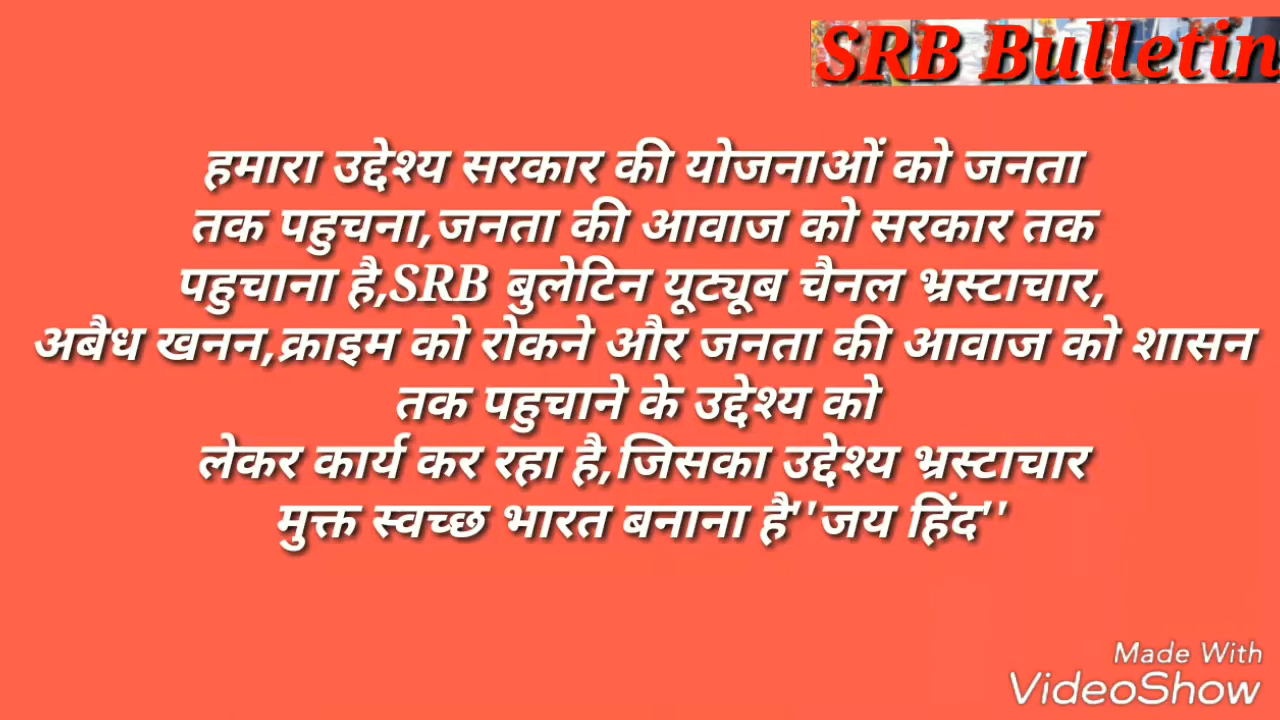 SRB Bulletin
हमारा उद्देश्य सरकार की योजनाओं को जनता
तक पहुचना,जनता की आवाज को सरकार तक
पहुचाना है,SRB बुलेटिन यूट्यूब चैनल भ्रस्टाचार,
अबैध खनन,क्राइम को रोकने और जनता की आवाज को शासन
तक पहुचाने के उद्देश्य को
लेकर कार्य कर रहा है,जिसका उद्देश्य भ्रस्टाचार
मुक्त स्वच्छ भारत बनाना है''जय हिंद''
Made With
VideoShow